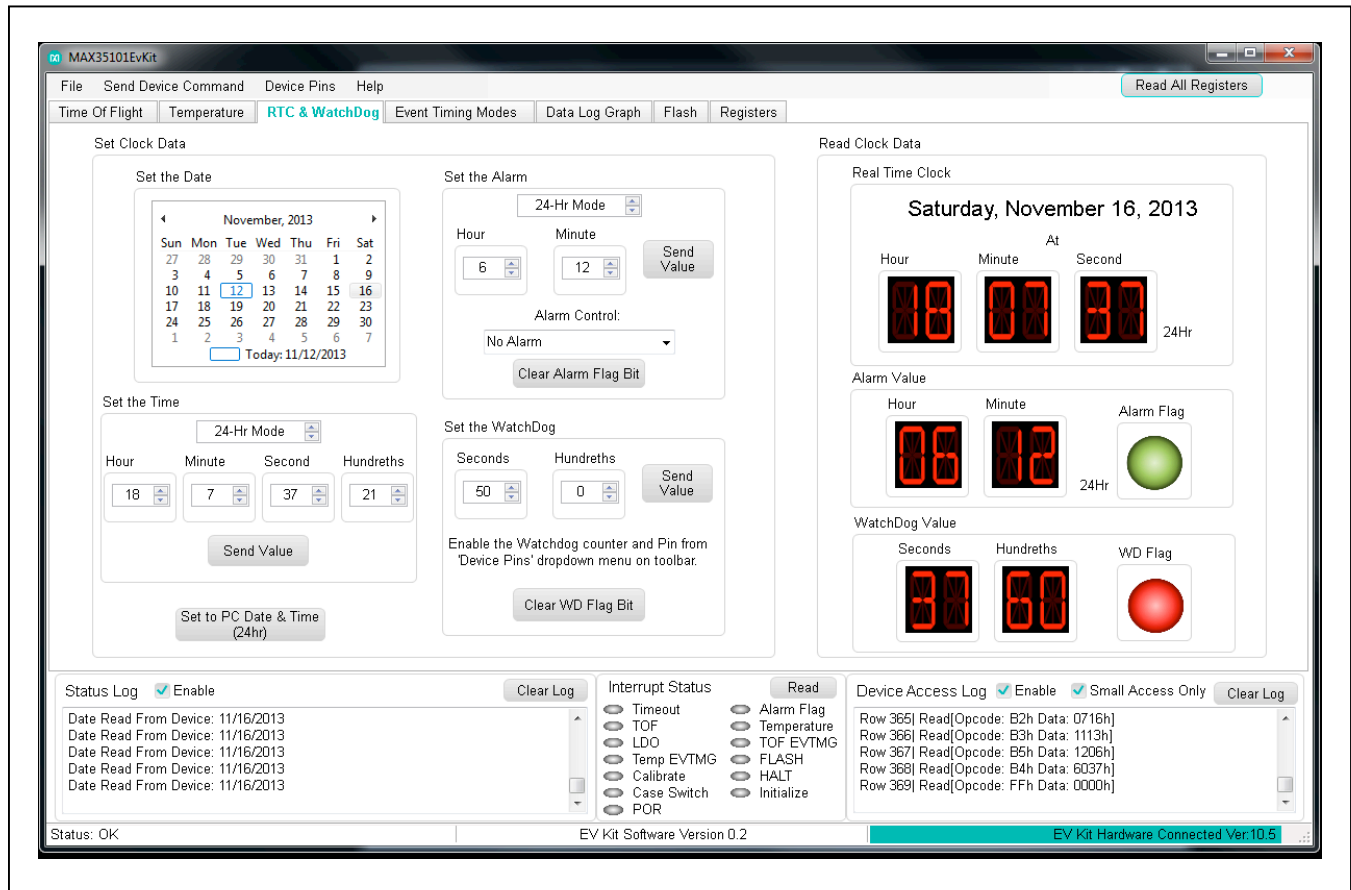 MAX35101EvKit
File Send Device Command Device Pins Help
Read All Registers
Time Of Flight Temperature RTC & WatchDog Event Timing Modes Data Log Graph Flash Registers
Set Clock Data
Set the Date
November, 2013
Sun Mon Tue Wed Thu Fri Sat
27 28 29 30 31 1 2
3 4 5 6 7 8 9
10 11 12 13 14 15 16
17 18 19 20 21 22 23
24 25 26 27 28 29 30
1 2 3 4 5 6 7
Today: 11/12/2013
Set the Time
24-Hr Mode
Hour Minute Second Hundreths
18 7 37 21
Send Value
Set to PC Date & Time
(24hr)
Set the Alarm
24-Hr Mode
Hour Minute
6 12
Send
Value
Alarm Control:
No Alarm
Clear Alarm Flag Bit
Set the WatchDog
Seconds Hundreths
50 0
Send
Value
Enable the Watchdog counter and Pin from
'Device Pins' dropdown menu on toolbar.
Clear WD Flag Bit
Read Clock Data
Real Time Clock
Saturday, November 16, 2013
At
Hour Minute Second
18 07 37
24Hr
Alarm Value
Hour Minute
Alarm Flag
06 12
24Hr
WatchDog Value
Seconds Hundreths
WD Flag
37 60
Status Log Enable
Clear Log
Date Read From Device: 11/16/2013
Date Read From Device: 11/16/2013
Date Read From Device: 11/16/2013
Date Read From Device: 11/16/2013
Date Read From Device: 11/16/2013
Interrupt Status
Read
Timeout Alarm Flag
TOF Temperature
LDO TOF EVTMG
Temp EVTMG FLASH
Calibrate HALT
Case Switch Initialize
POR
Device Access Log Enable Small Access Only
Clear Log
Row 365| Read[Opcode: B2h Data: 0716h]
Row 366| Read[Opcode: B3h Data: 1113h]
Row 367| Read[Opcode: B5h Data: 1206h]
Row 368| Read[Opcode: B4h Data: 6037h]
Row 369| Read[Opcode: FFh Data: 0000h]
Status: OK
EV Kit Software Version 0.2
EV Kit Hardware Connected Ver:10.5